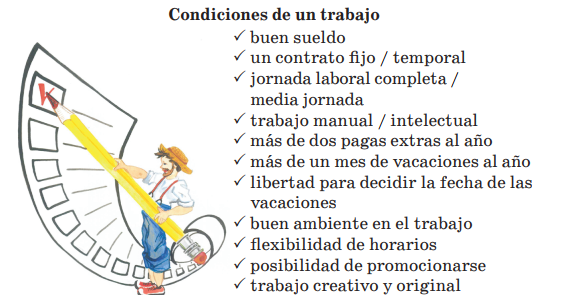 Condiciones de un trabajo
✓ buen sueldo
✓ un contrato fijo / temporal
✓ jornada laboral completa /
media jornada
✓ trabajo manual / intelectual
✓ más de dos pagas extras al año
✓ más de un mes de vacaciones al año
✓ libertad para decidir la fecha de las
vacaciones
✓ buen ambiente en el trabajo
✓ flexibilidad de horarios
✓ posibilidad de promocionarse
✓ trabajo creativo y original